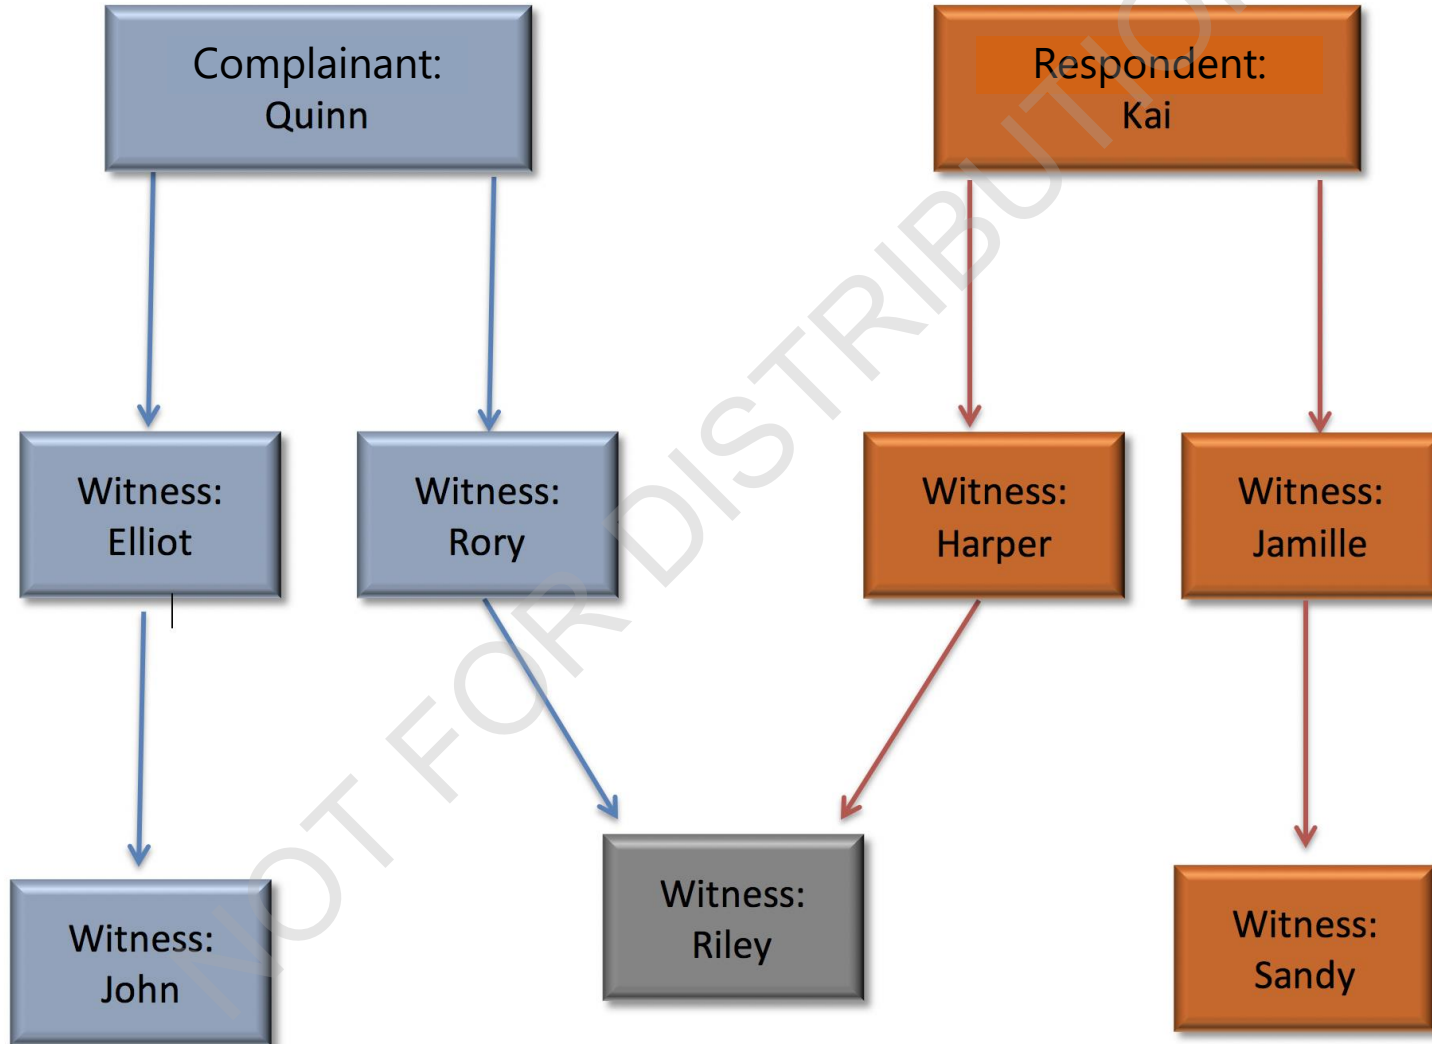 Complainant:
Quinn
Respondent:
Kai
Witness:
Elliot
Witness:
Rory
Witness:
Harper
Witness:
Jamille
Witness:
John
Witness:
Riley
Witness:
Sandy
NOT FOR DISTRIBUTION